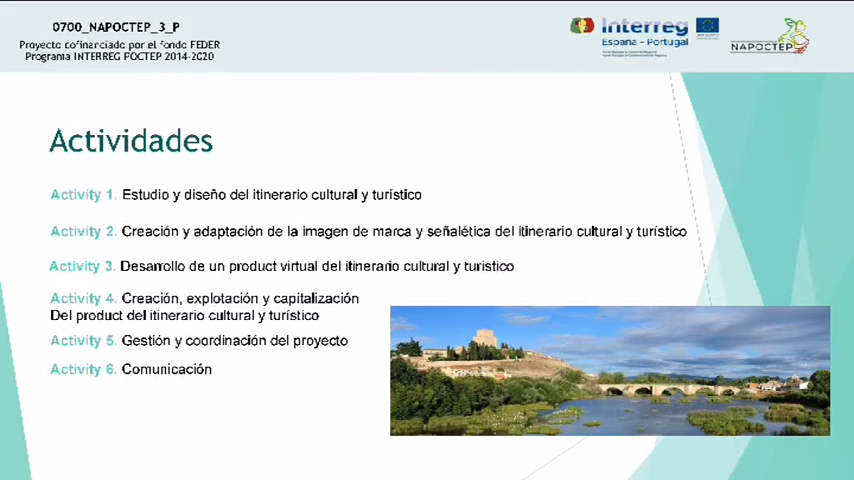 0700_NAPOCTEP_3_P
Proyecto cofinanciado por el fondo FEDER
Programa INTERREG POCTEP 2014-2020
Interreg
España - Portugal
NAPOCTEP
Actividades
Activity 1. Estudio y diseño del itinerario cultural y turístico
Activity 2. Creación y adaptación de la imagen de marca y señalética del itinerario cultural y turístico
Activity 3. Desarrollo de un product virtual del itinerario cultural y turistico
Activity 4. Creación, explotación y capitalización
Del product del itinerario cultural y turístico
Activity 5. Gestión y coordinación del proyecto
Activity 6. Comunicación